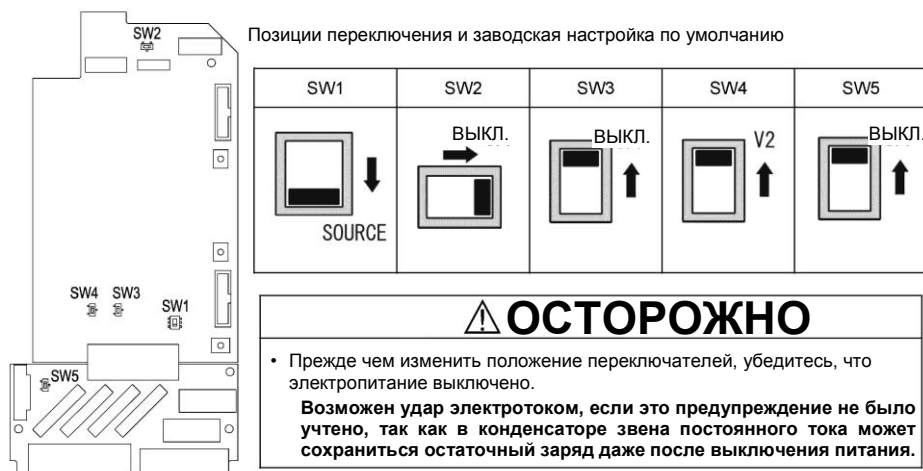 SW2
SW4 SW3
SW1
SW5
Позиции переключения и заводская настройка по умолчанию
SW1 SW2 SW3 SW4 SW5
SOURCE
ВЫКЛ.
ВЫКЛ.
V2
ВЫКЛ.
⚠ ОСТОРОЖНО
• Прежде чем изменить положение переключателей, убедитесь, что
электропитание выключено.
Возможен удар электротоком, если это предупреждение не было
учтено, так как в конденсаторе звена постоянного тока может
сохраниться остаточный заряд даже после выключения питания.